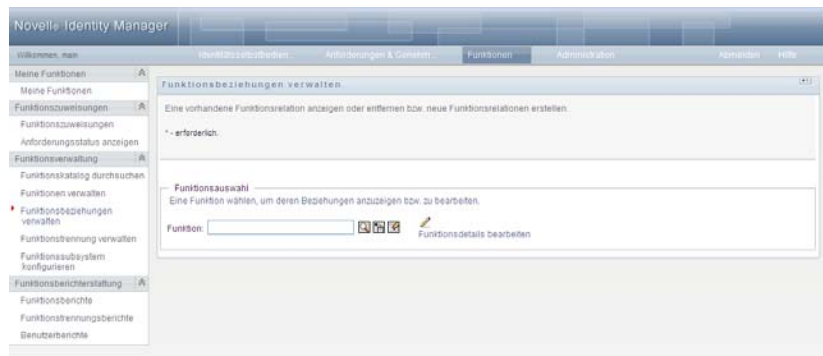 Novell® Identity Manager
Willkommen, main
Identitätsselbstbedien... Anforderungen & Genehm... Funktionen Administration Abmelden Hilfe
Meine Funktionen
Meine Funktionen
Funktionszuweisungen
Funktionszuweisungen
Anforderungsstatus anzeigen
Funktionsverwaltung
Funktionskatalog durchsuchen
Funktionen verwalten
Funktionsbeziehungen
verwalten
Funktionstrennung verwalten
Funktionssubsystem
konfigurieren
Funktionsberichterstattung
Funktionsberichte
Funktionstrennungsberichte
Benutzerberichte
Funktionsbeziehungen verwalten
Eine vorhandene Funktionsrelation anzeigen oder entfernen bzw. neue Funktionsrelationen erstellen.
* - erforderlich.
Funktionsauswahl
Eine Funktion wählen, um deren Beziehungen anzuzeigen bzw. zu bearbeiten.
Funktion:
Funktionsdetails bearbeiten